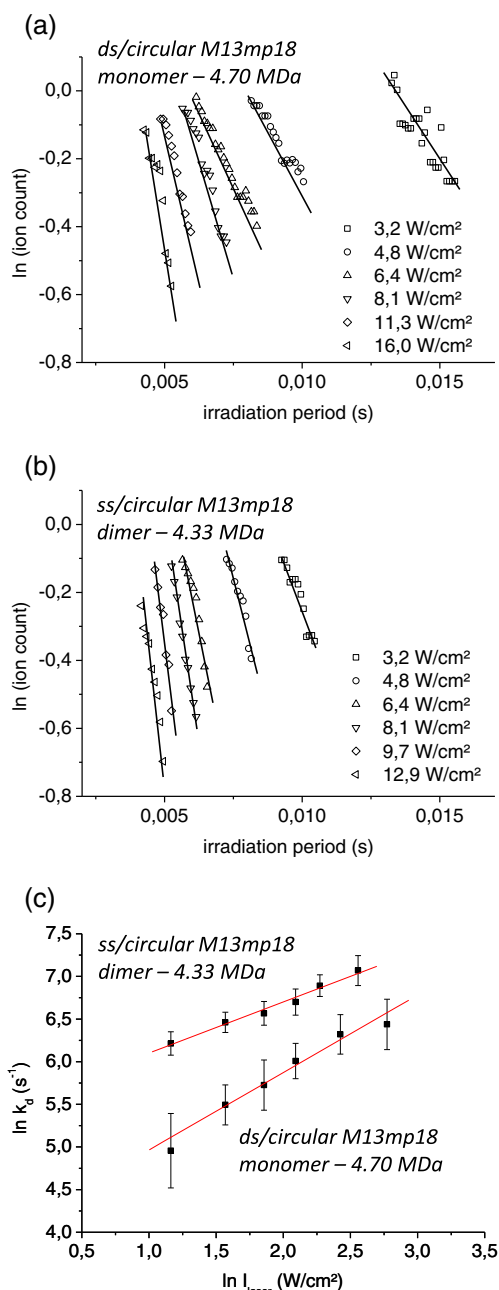 (a)
ds/circular M13mp18
monomer – 4.70 MDa
0,0
-0,2
-0,4
-0,6
-0,8
ln (ion count)
3,2 W/cm²
4,8 W/cm²
6,4 W/cm²
8,1 W/cm²
11,3 W/cm²
16,0 W/cm²
0,005
0,010
0,015
irradiation period (s)
(b)
ss/circular M13mp18
dimer – 4.33 MDa
0,0
-0,2
-0,4
-0,6
-0,8
ln (ion count)
3,2 W/cm²
4,8 W/cm²
6,4 W/cm²
8,1 W/cm²
9,7 W/cm²
12,9 W/cm²
0,005
0,010
0,015
irradiation period (s)
(c)
ss/circular M13mp18
dimer – 4.33 MDa
7,5
7,0
6,5
6,0
5,5
5,0
4,5
4,0
ln kd (s-1)
ds/circular M13mp18
monomer – 4.70 MDa
0,5
1,0
1,5
2,0
2,5
3,0
3,5
ln I (W/cm²)